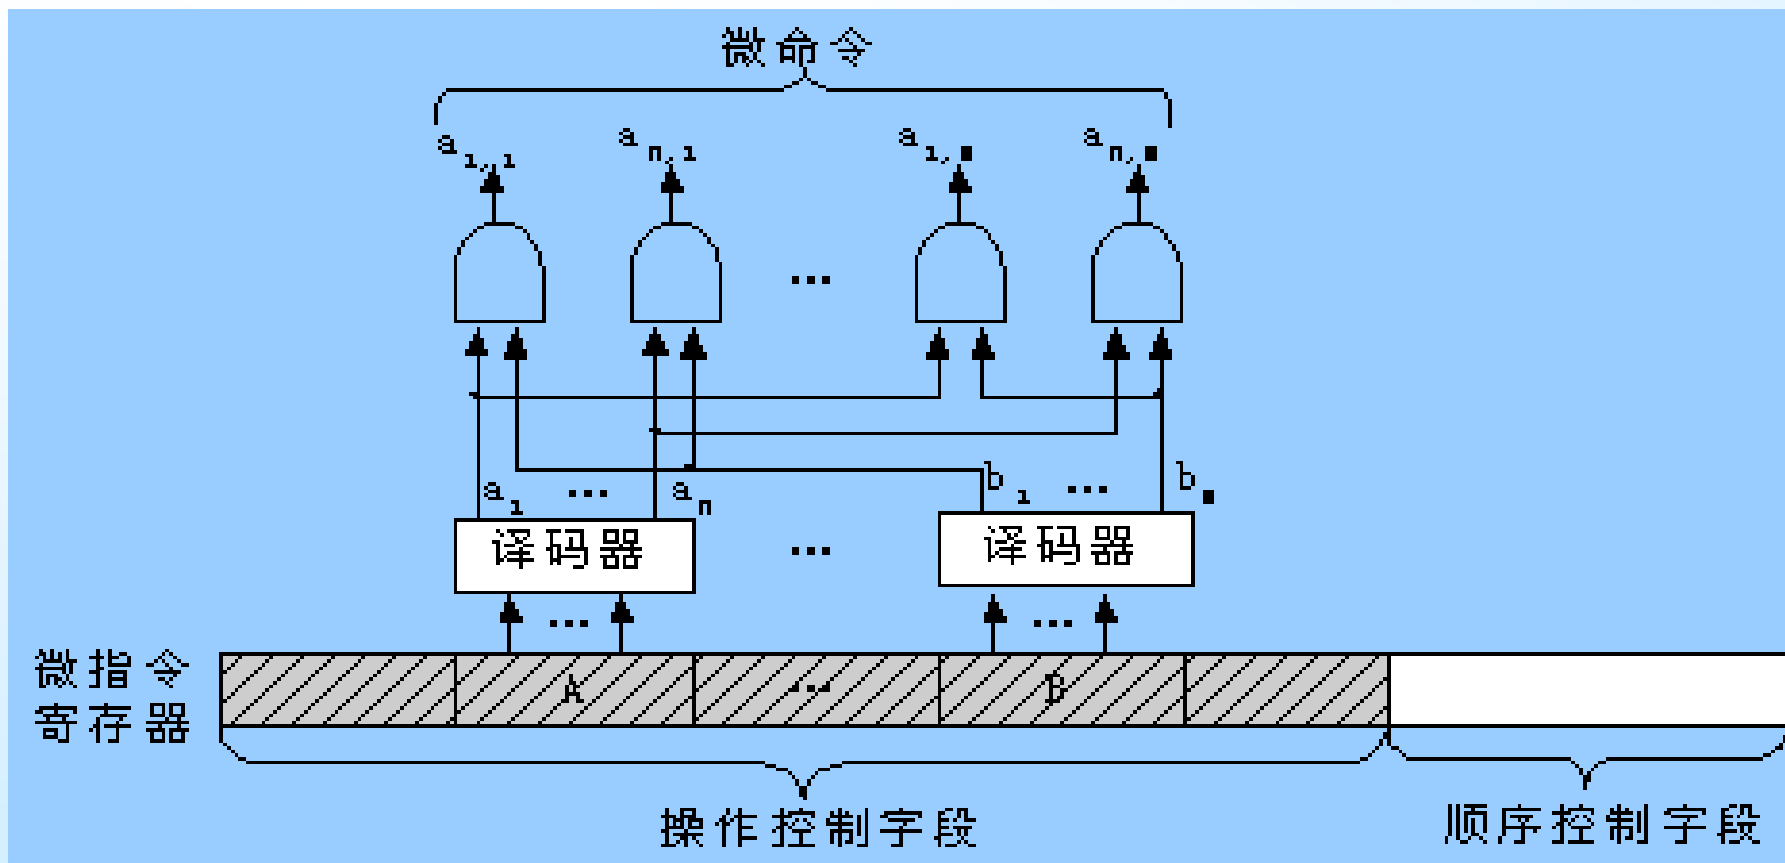 微命令
a1,1 an,1 a1,m an,m
...
a1 ... an b1 ... bm
译码器 ... 译码器
... ...
微指令
寄存器
A ... B
操作控制字段 顺序控制字段